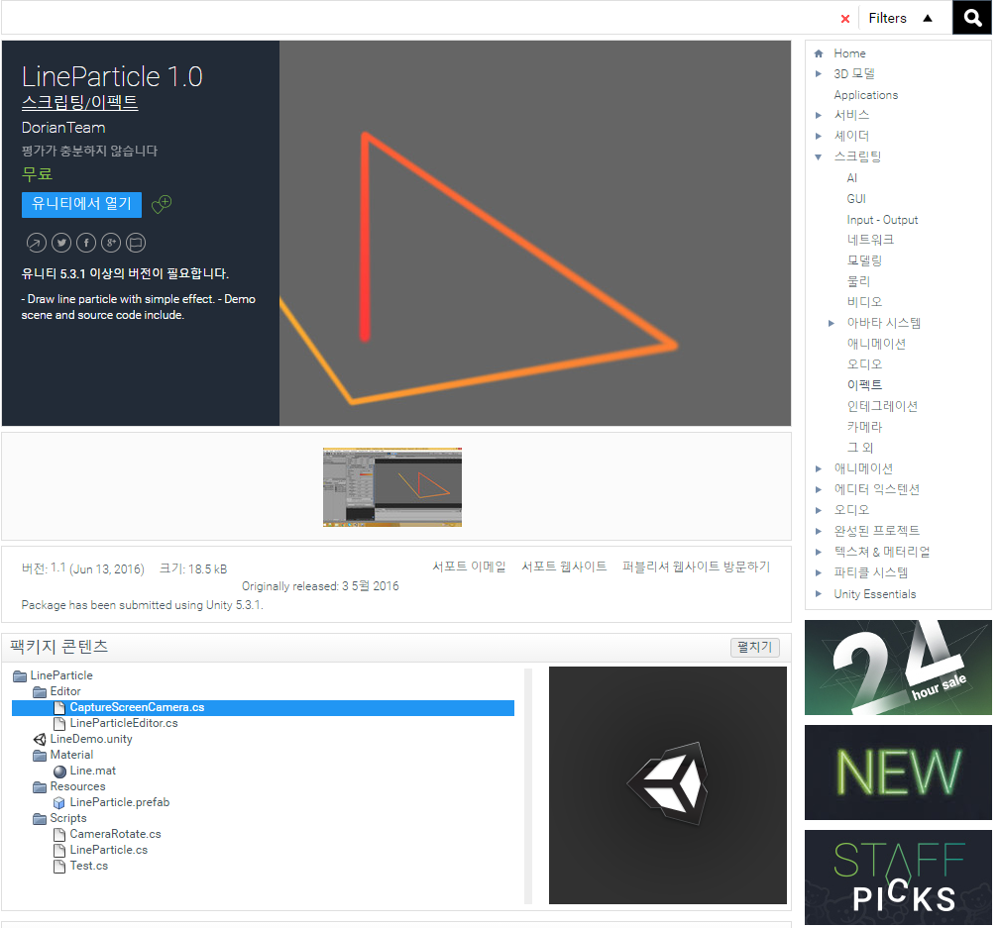 Filters
LineParticle 1.0
스크립팅/이펙트
DorianTeam
평가가 충분하지 않습니다
무료
유니티에서 열기
유니티 5.3.1 이상의 버전이 필요합니다.
- Draw line particle with simple effect. - Demo
scene and source code include.
버전: 1.1 (Jun 13, 2016) 크기: 18.5 kB
서포트 이메일 서포트 웹사이트 퍼블리셔 웹사이트 방문하기
Originally released: 3 5월 2016
Package has been submitted using Unity 5.3.1.
팩키지 콘텐츠
펼치기
LineParticle
Editor
CaptureScreenCamera.cs
LineParticleEditor.cs
LineDemo.unity
Material
Line.mat
Resources
LineParticle.prefab
Scripts
CameraRotate.cs
LineParticle.cs
Test.cs
Home
3D 모델
Applications
서비스
셰이더
스크립팅
AI
GUI
Input - Output
네트워크
모델링
물리
비디오
아바타 시스템
애니메이션
오디오
이펙트
인테그레이션
카메라
그 외
애니메이션
에디터 익스텐션
오디오
완성된 프로젝트
텍스쳐 & 메터리얼
파티클 시스템
Unity Essentials
24
hour sale
NEW
STAFF
PICKS